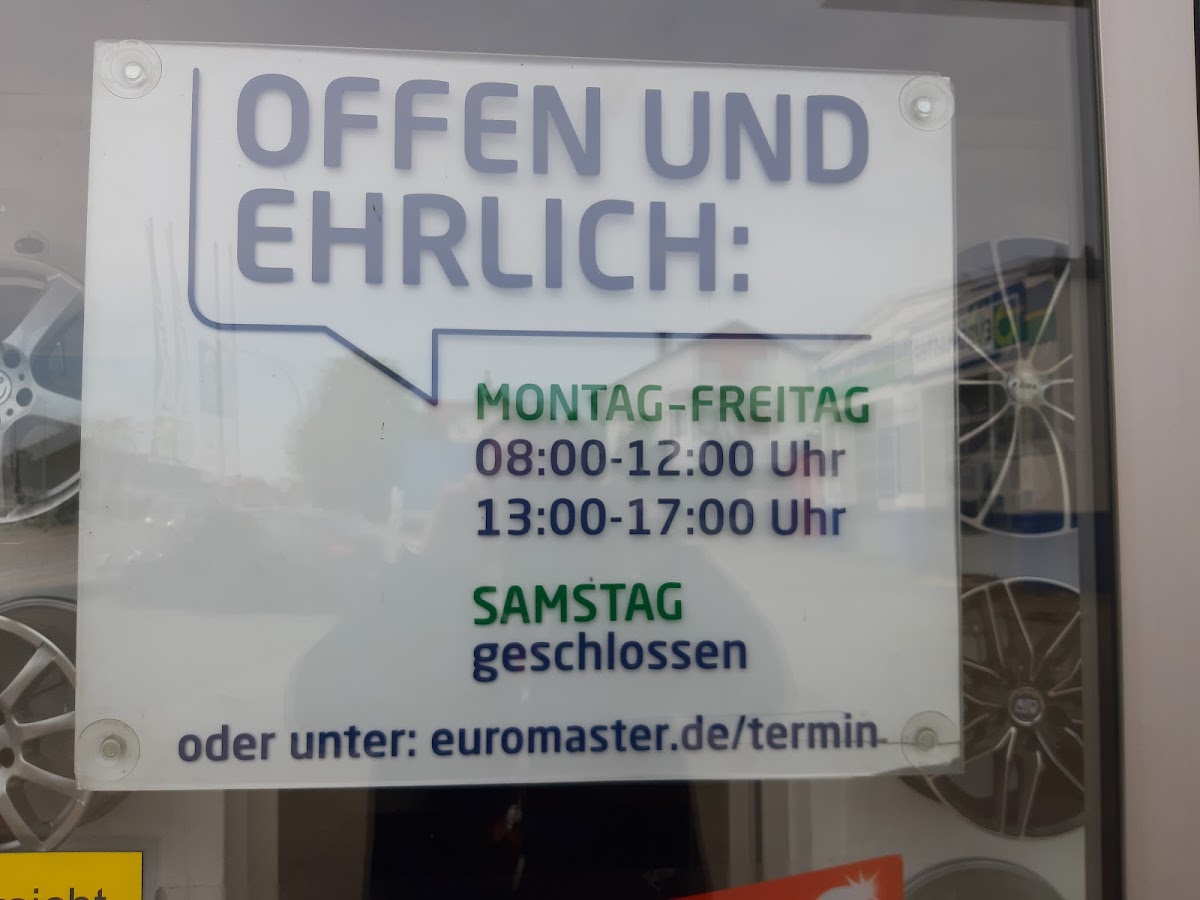 OFFEN UND
EHRLICH:
MONTAG-FREITAG
08:00-12:00 Uhr
13:00-17:00 Uhr
SAMSTAG
geschlossen
oder unter: euromaster.de/termin